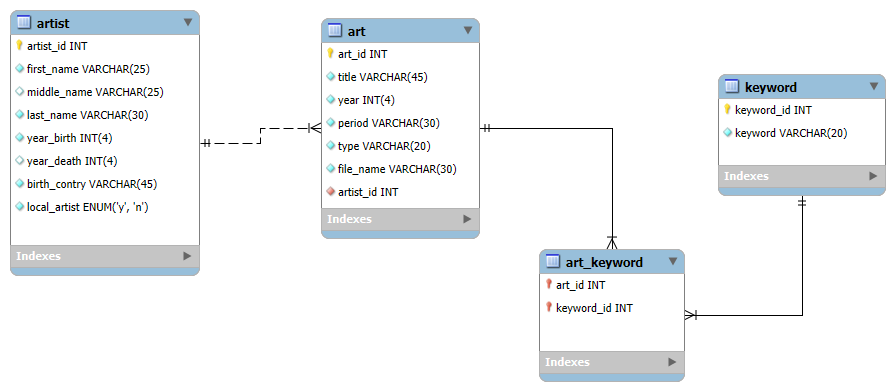 artist
artist_id INT
first_name VARCHAR(25)
middle_name VARCHAR(25)
last_name VARCHAR(30)
year_birth INT(4)
year_death INT(4)
birth_contry VARCHAR(45)
local_artist ENUM('y', 'n')
Indexes
art
art_id INT
title VARCHAR(45)
year INT(4)
period VARCHAR(30)
type VARCHAR(20)
file_name VARCHAR(30)
artist_id INT
Indexes
keyword
keyword_id INT
keyword VARCHAR(20)
Indexes
art_keyword
art_id INT
keyword_id INT
Indexes